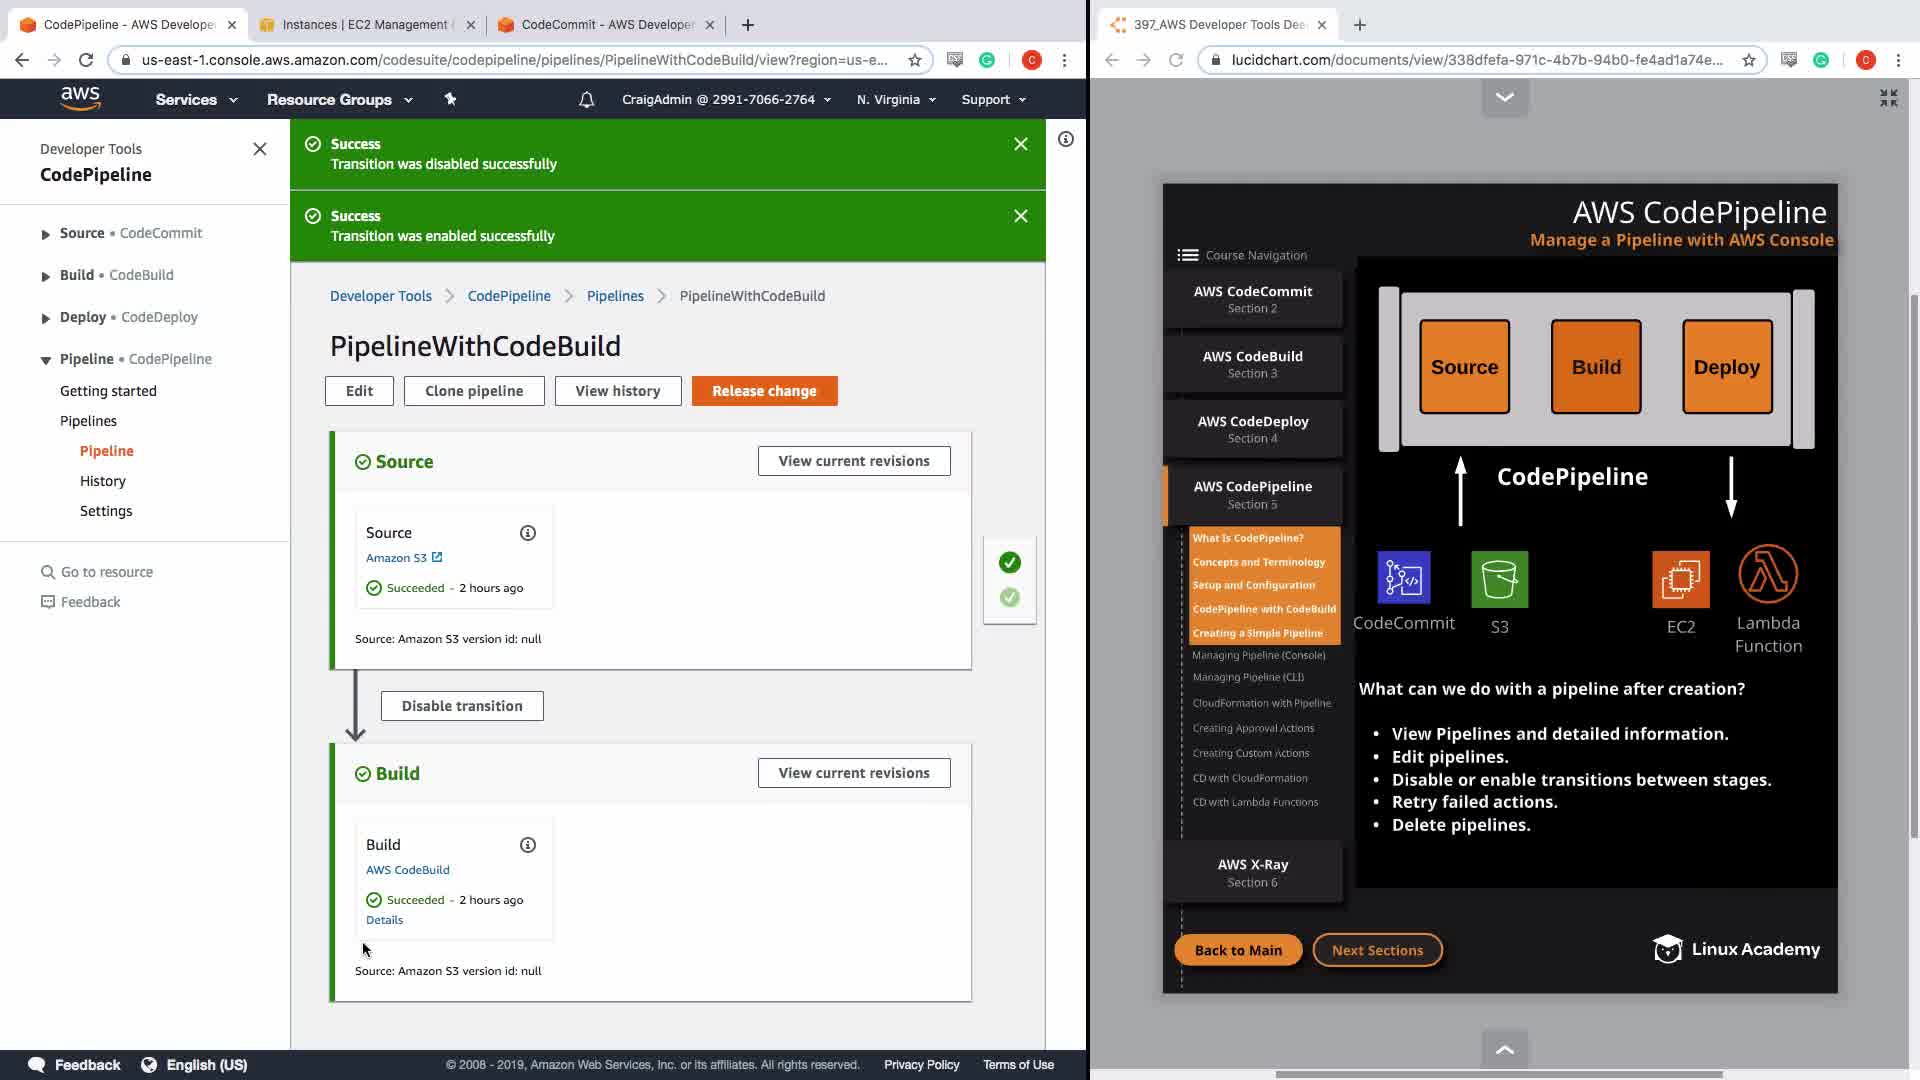 CodePipeline - AWS Develope
Instances | EC2 Management
CodeCommit - AWS Developer
us-east-1.console.aws.amazon.com/codesuite/codepipeline/pipelines/PipelineWithCodeBuild/view?region=us-e...
C
aws
Services
Resource Groups
CraigAdmin @ 2991-7066-2764
N. Virginia
Support
Developer Tools
CodePipeline
Source • CodeCommit
Build • CodeBuild
Deploy • CodeDeploy
Pipeline • CodePipeline
Getting started
Pipelines
Pipeline
History
Settings
Go to resource
Feedback
Success
Transition was disabled successfully
Success
Transition was enabled successfully
Developer Tools
CodePipeline
Pipelines
PipelineWithCodeBuild
PipelineWithCodeBuild
Edit
Clone pipeline
View history
Release change
Source
View current revisions
Source
Amazon S3
Succeeded - 2 hours ago
Source: Amazon S3 version id: null
Disable transition
Build
View current revisions
Build
AWS CodeBuild
Succeeded - 2 hours ago
Details
Source: Amazon S3 version id: null
Feedback
English (US)
© 2008 - 2019, Amazon Web Services, Inc. or its affiliates. All rights reserved.
Privacy Policy
Terms of Use
397_AWS Developer Tools Dee
lucidchart.com/documents/view/338dfefa-971c-4b7b-94b0-fe4ad1a74e...
C
AWS CodePipeline
Manage a Pipeline with AWS Console
Course Navigation
AWS CodeCommit
Section 2
AWS CodeBuild
Section 3
AWS CodeDeploy
Section 4
AWS CodePipeline
Section 5
What Is CodePipeline?
Concepts and Terminology
Setup and Configuration
CodePipeline with CodeBuild
Creating a Simple Pipeline
Managing Pipeline (Console)
Managing Pipeline (CLI)
CloudFormation with Pipeline
Creating Approval Actions
Creating Custom Actions
CD with CloudFormation
CD with Lambda Functions
AWS X-Ray
Section 6
Back to Main
Next Sections
Source
Build
Deploy
CodePipeline
CodeCommit
S3
EC2
Lambda
Function
What can we do with a pipeline after creation?
• View Pipelines and detailed information.
• Edit pipelines.
• Disable or enable transitions between stages.
• Retry failed actions.
• Delete pipelines.
Linux Academy